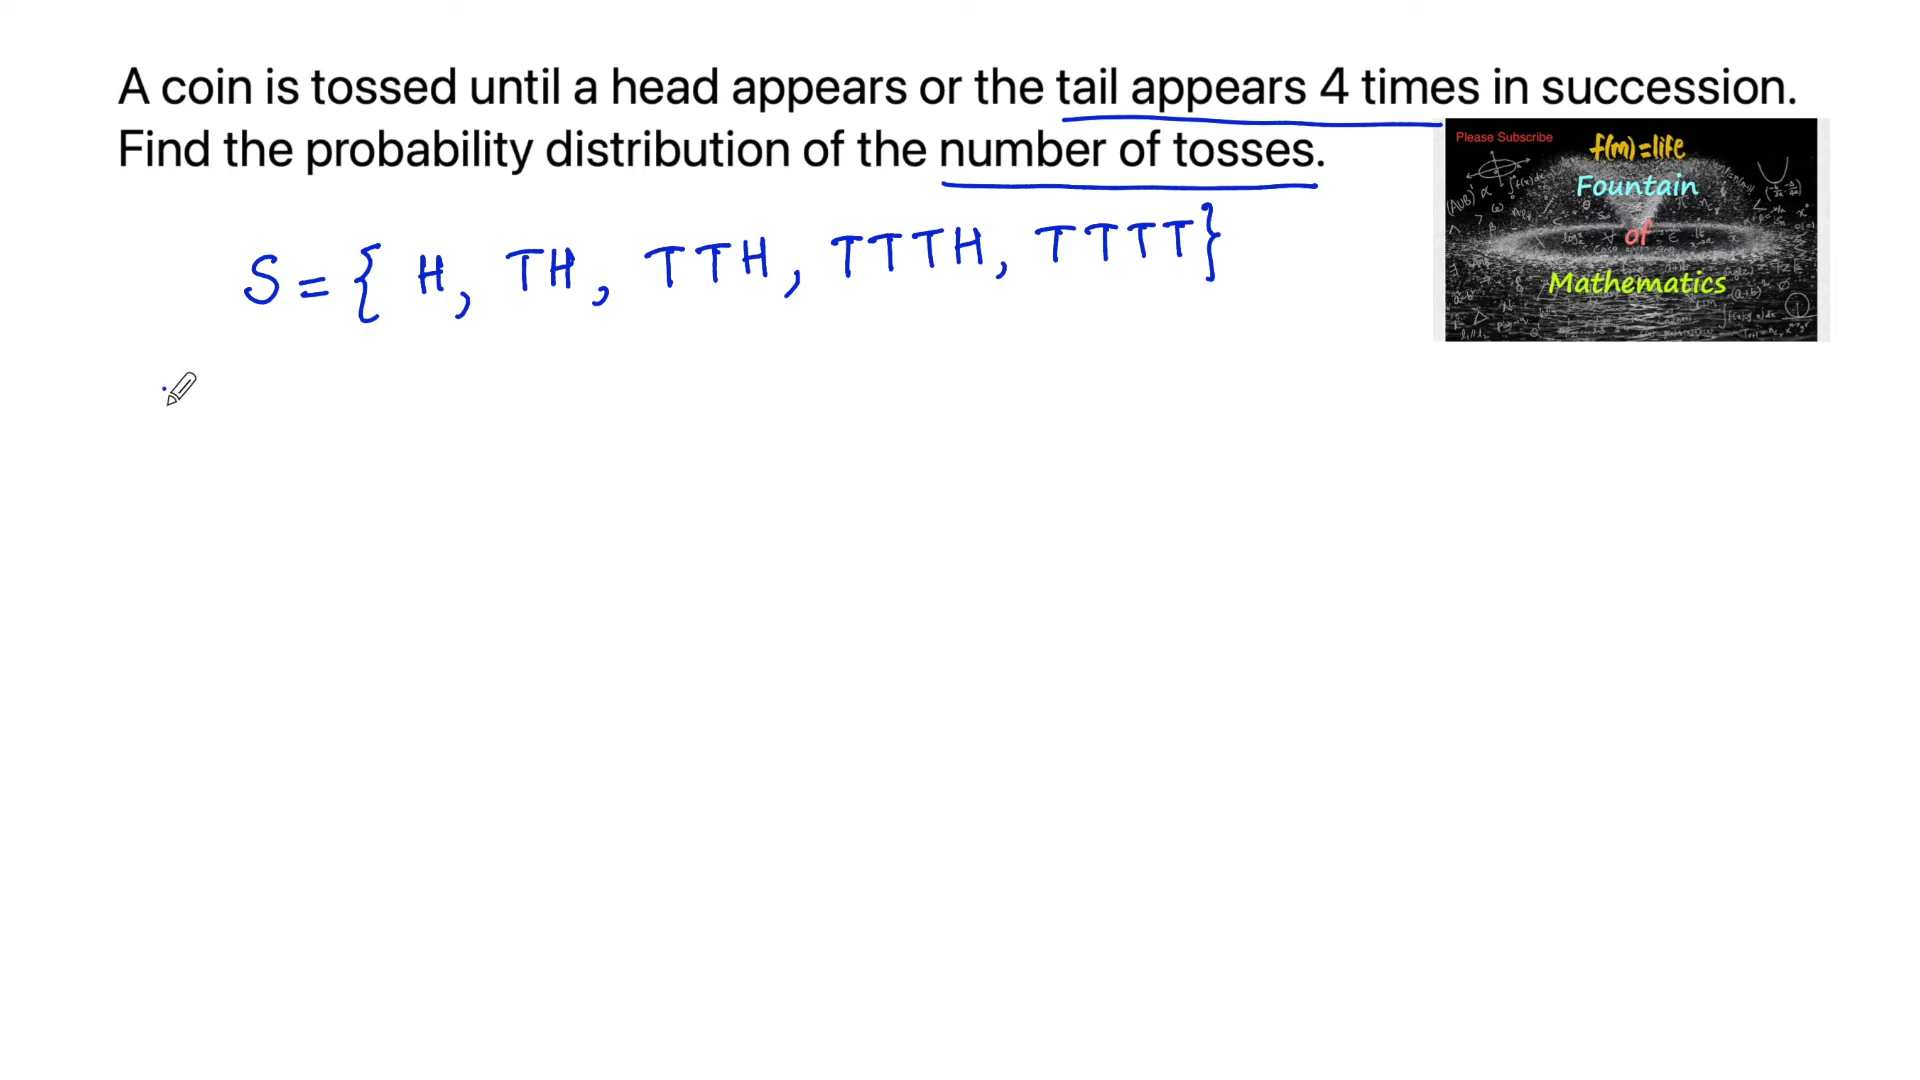 A coin is tossed until a head appears or the tail appears 4 times in succession.
Find the probability distribution of the number of tosses.
Please Subscribe
f(m)=life
Fountain
of
Mathematics
S = { H, TH, TTH, TTTH, TTTT}